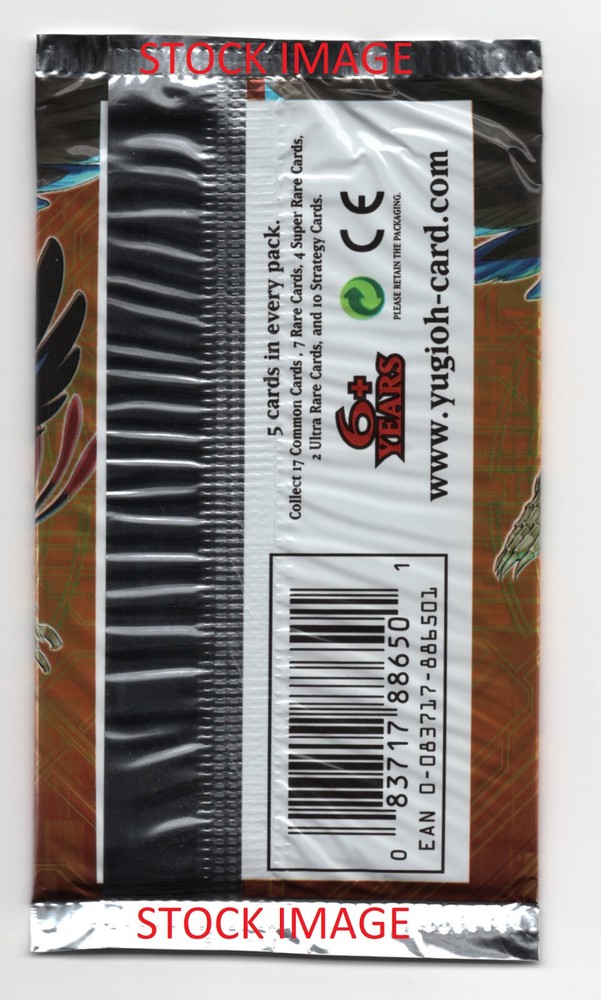 STOCK IMAGE
5 cards in every pack.
Collect 17 Common Cards , 7 Rare Cards, 4 Super Rare Cards,
2 Ultra Rare Cards, and 10 Strategy Cards.
6+
YEARS
CE
PLEASE RETAIN THE PACKAGING.
www.yugioh-card.com
0 83717 88650 1
EAN 0-083717-886501
STOCK IMAGE